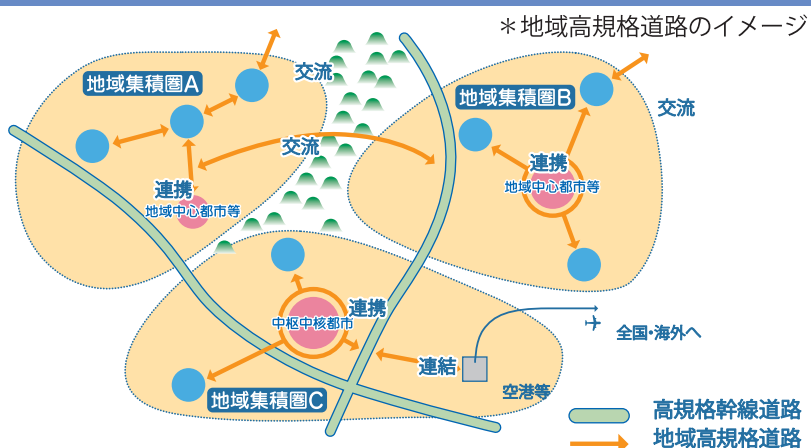 ＊地域高規格道路のイメージ
地域集積圏A
交流
地域集積圏B
交流
交流
連携
地域中心都市等
連携
地域中心都市等
連携
中枢中核都市
連結
全国・海外へ
空港等
地域集積圏C
高規格幹線道路
地域高規格道路